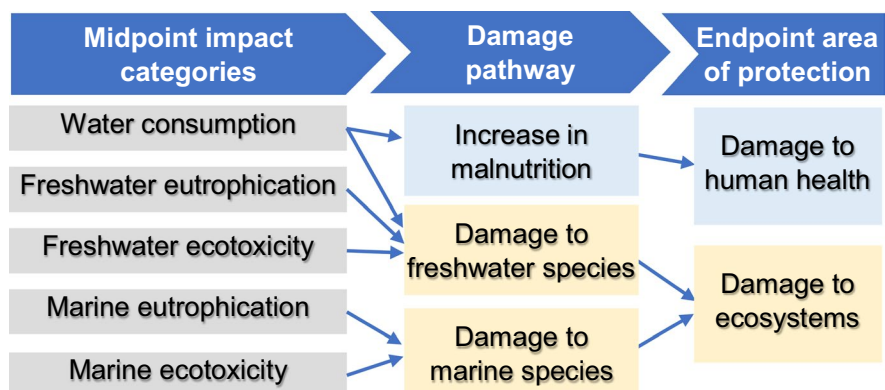 Midpoint impact
categories
Damage
pathway
Endpoint area
of protection
Water consumption
Freshwater eutrophication
Freshwater ecotoxicity
Marine eutrophication
Marine ecotoxicity
Increase in
malnutrition
Damage to
freshwater species
Damage to
marine species
Damage to
human health
Damage to
ecosystems